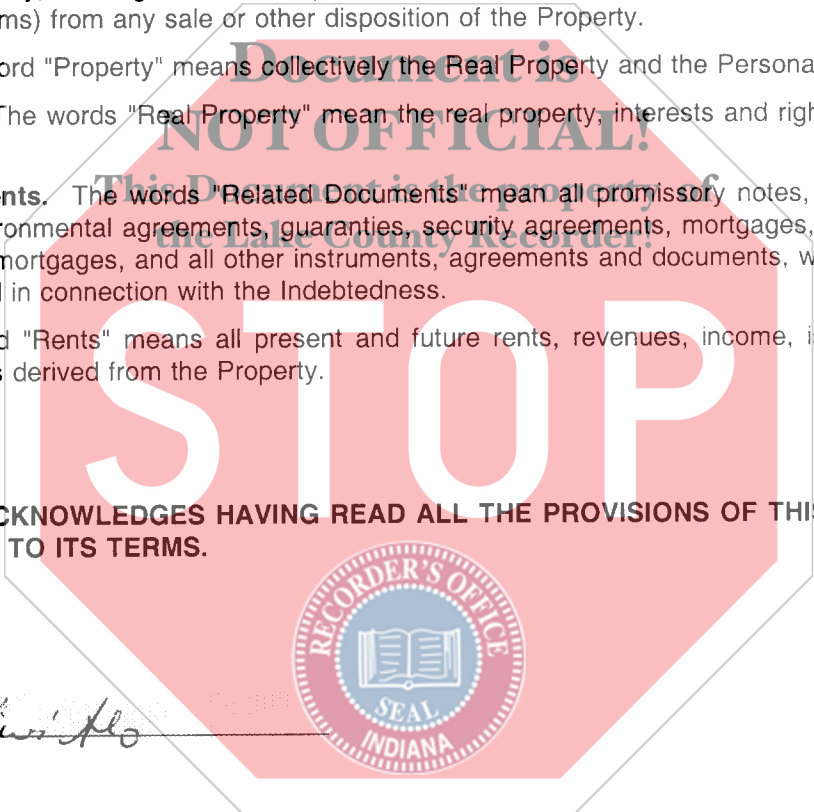 ms) from any sale or other disposition of the Property.
Document is
ord "Property" means collectively the Real Property and the Persona
The words "Real Property" mean the real property, interests and righ
NOT OFFICIAL!
nts. The words "Related Documents" mean all promissory notes,
This Document is the property of
ronmental agreements, guaranties, security agreements, mortgages,
the Lake County Recorder!
mortgages, and all other instruments, agreements and documents, w
in connection with the Indebtedness.
d "Rents" means all present and future rents, revenues, income, is
s derived from the Property.
STOP
CKNOWLEDGES HAVING READ ALL THE PROVISIONS OF THIS
TO ITS TERMS.
RECORDER'S OFFICE
SEAL
INDIANA